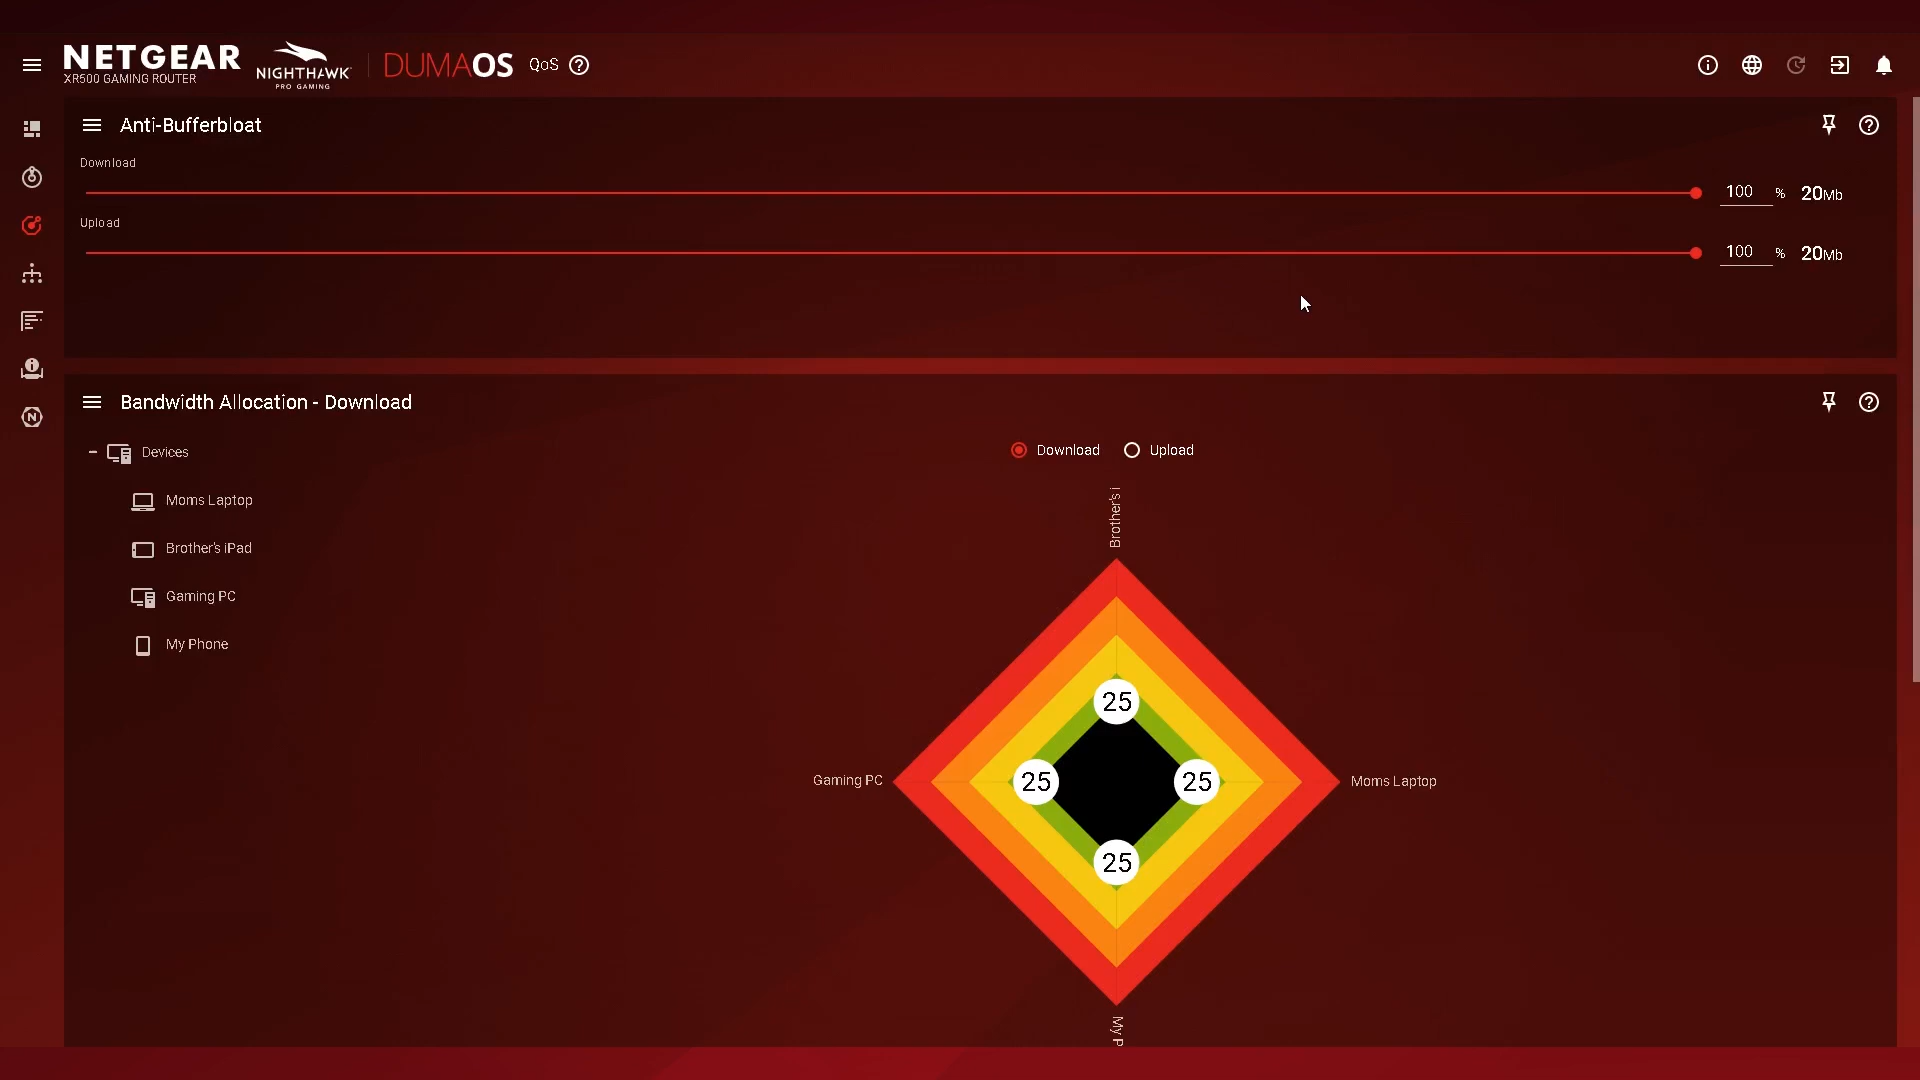 NETGEAR
XR500 GAMING ROUTER
NIGHTHAWK
PRO GAMING
DUMAOS
QoS
Anti-Bufferbloat
Download
100 % 20Mb
Upload
100 % 20Mb
Bandwidth Allocation - Download
Devices
Moms Laptop
Brother's iPad
Gaming PC
My Phone
Download Upload
Brother's i
25
Gaming PC 25 25 Moms Laptop
25
My P